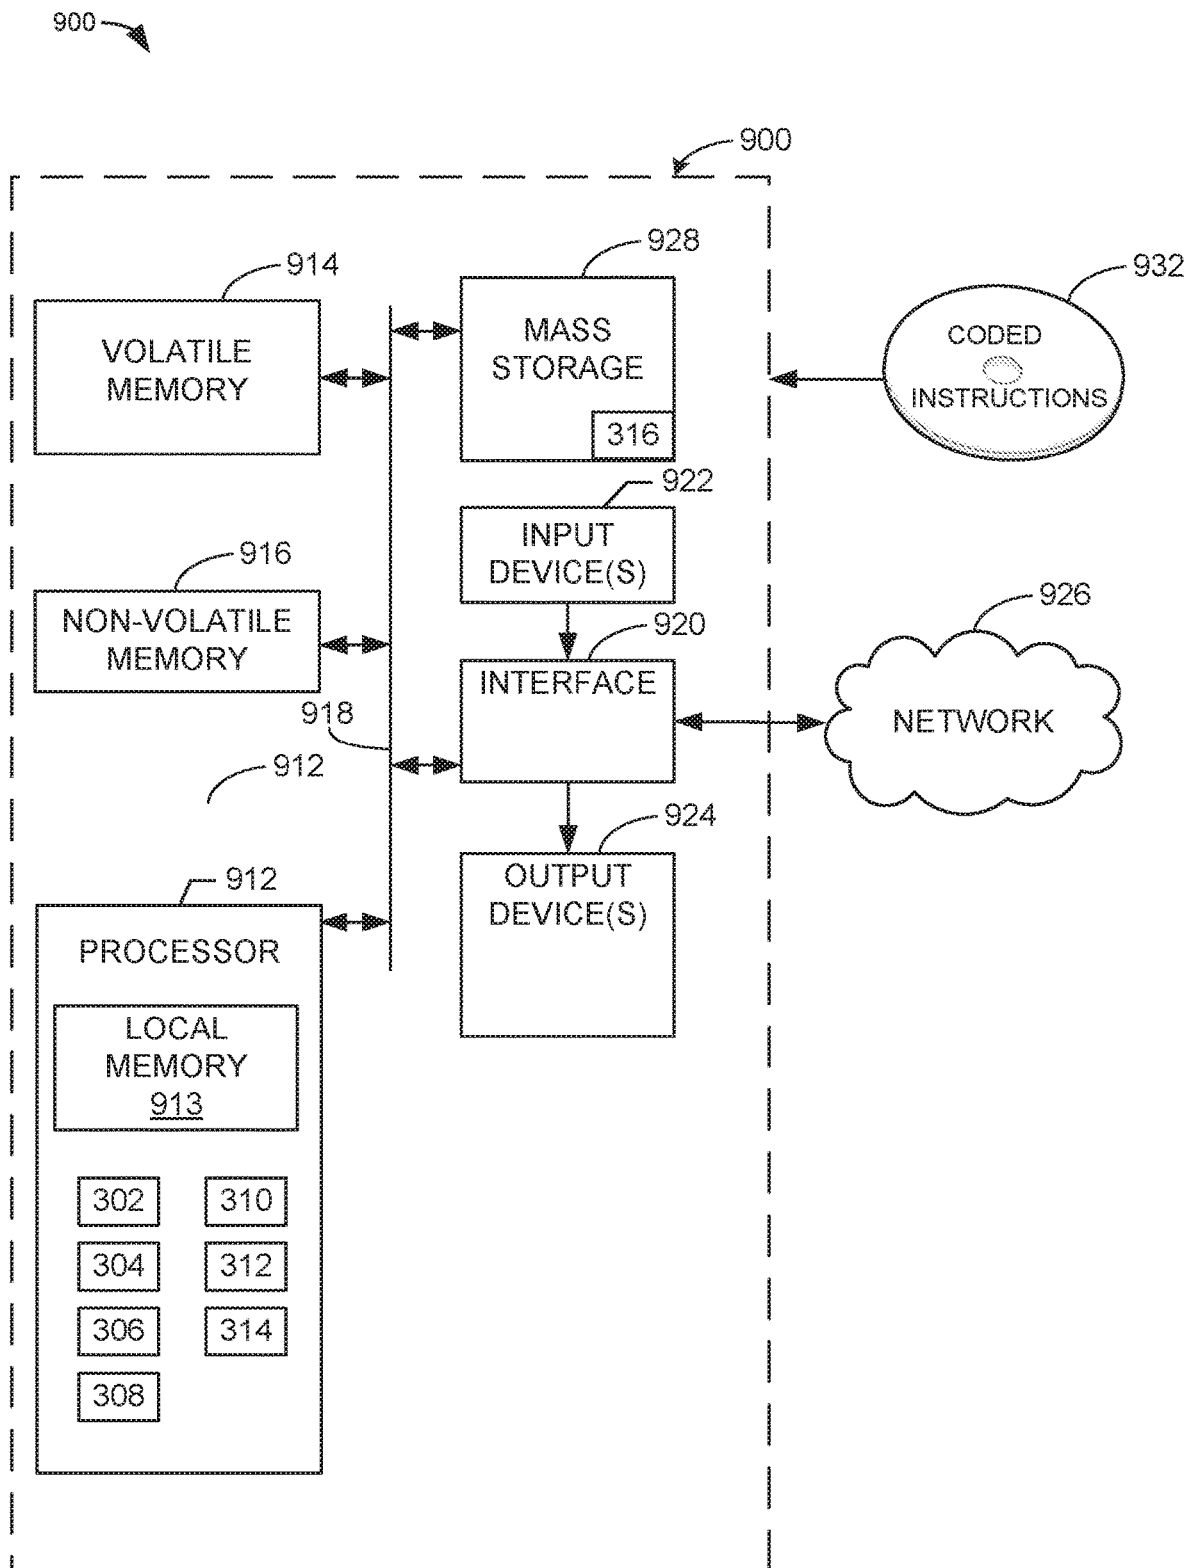 900
900
914
VOLATILE
MEMORY
928
MASS
STORAGE
316
932
CODED
INSTRUCTIONS
922
INPUT
DEVICE(S)
916
NON-VOLATILE
MEMORY
920
INTERFACE
926
NETWORK
918
912
924
OUTPUT
DEVICE(S)
912
PROCESSOR
LOCAL
MEMORY
913
302
310
304
312
306
314
308